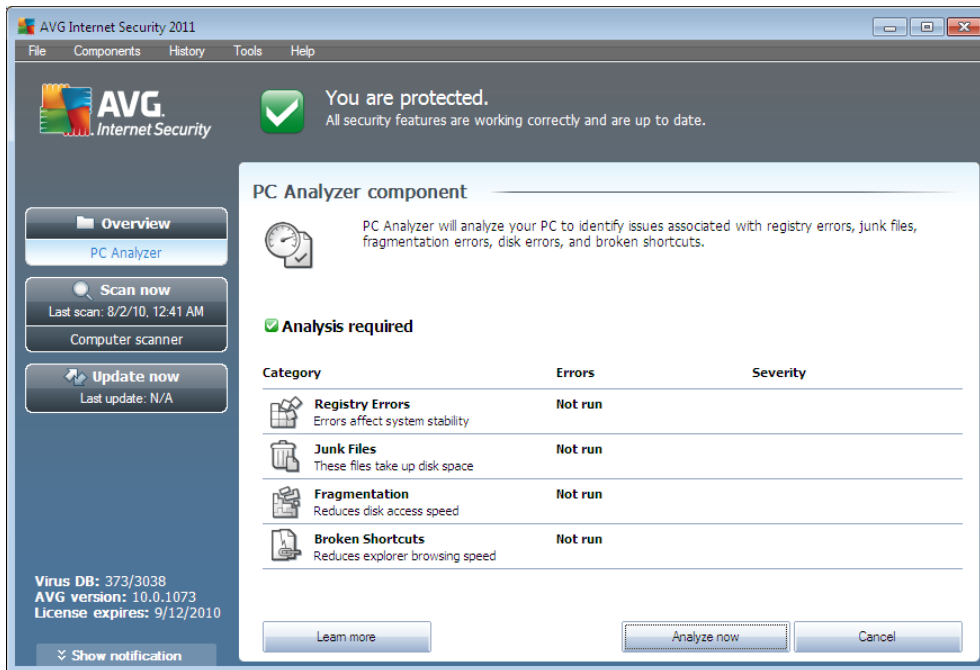 AVG Internet Security 2011
File Components History Tools Help
AVG.
Internet Security
You are protected.
All security features are working correctly and are up to date.
Overview
PC Analyzer
Scan now
Last scan: 8/2/10, 12:41 AM
Computer scanner
Update now
Last update: N/A
Virus DB: 373/3038
AVG version: 10.0.1073
License expires: 9/12/2010
Show notification
PC Analyzer component
PC Analyzer will analyze your PC to identify issues associated with registry errors, junk files,
fragmentation errors, disk errors, and broken shortcuts.
Analysis required
Category Errors Severity
Registry Errors Not run
Errors affect system stability
Junk Files Not run
These files take up disk space
Fragmentation Not run
Reduces disk access speed
Broken Shortcuts Not run
Reduces explorer browsing speed
Learn more Analyze now Cancel